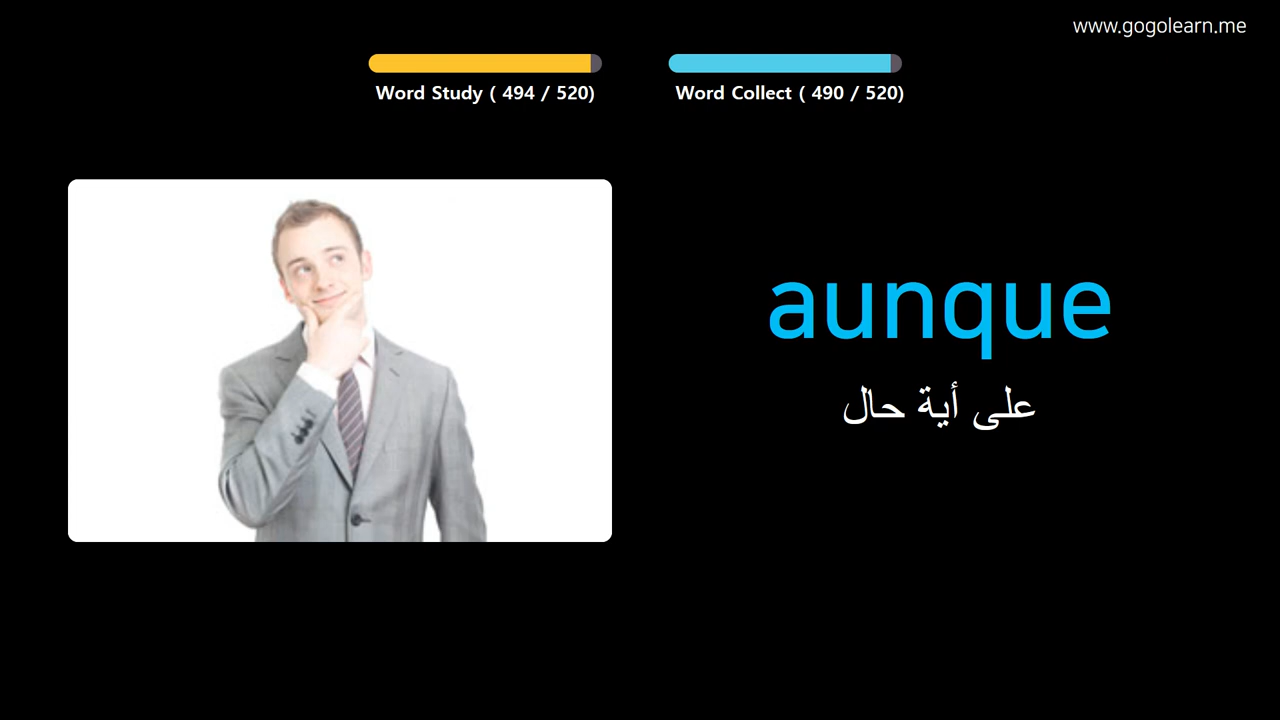 www.gogolearn.me
Word Study ( 494 / 520)
Word Collect ( 490 / 520)
aunque
على أية حال